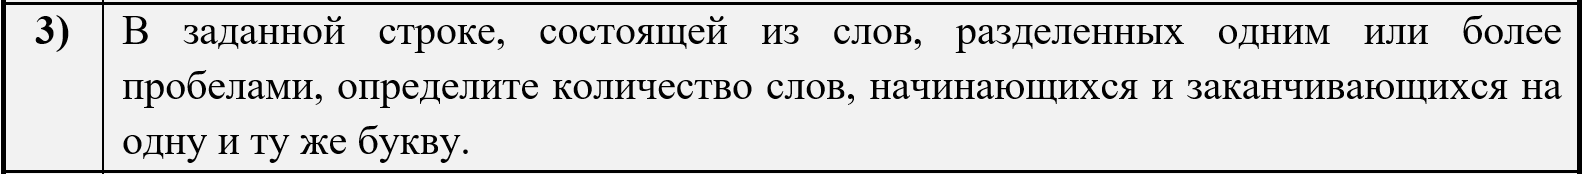 3) В заданной строке, состоящей из слов, разделенных одним или более
пробелами, определите количество слов, начинающихся и заканчивающихся на
одну и ту же букву.